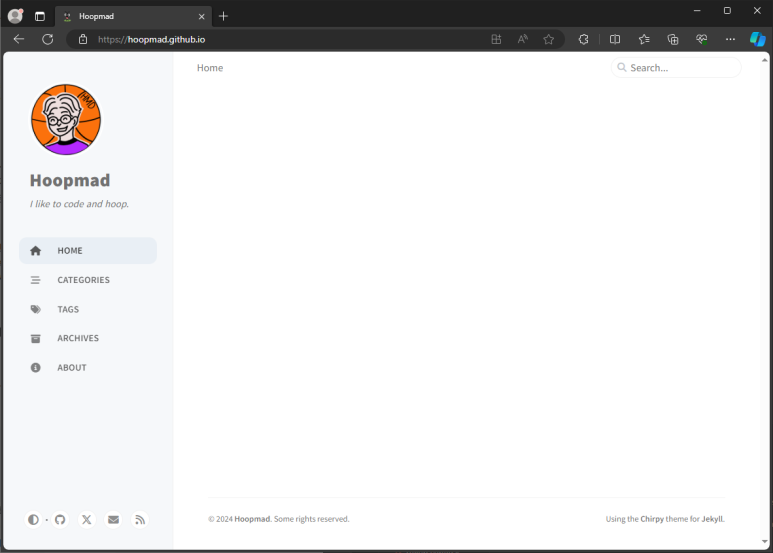 Hoopmad
https://hoopmad.github.io
Home
Search...
HMD
Hoopmad
I like to code and hoop.
HOME
CATEGORIES
TAGS
ARCHIVES
ABOUT
© 2024 Hoopmad. Some rights reserved.
Using the Chirpy theme for Jekyll.